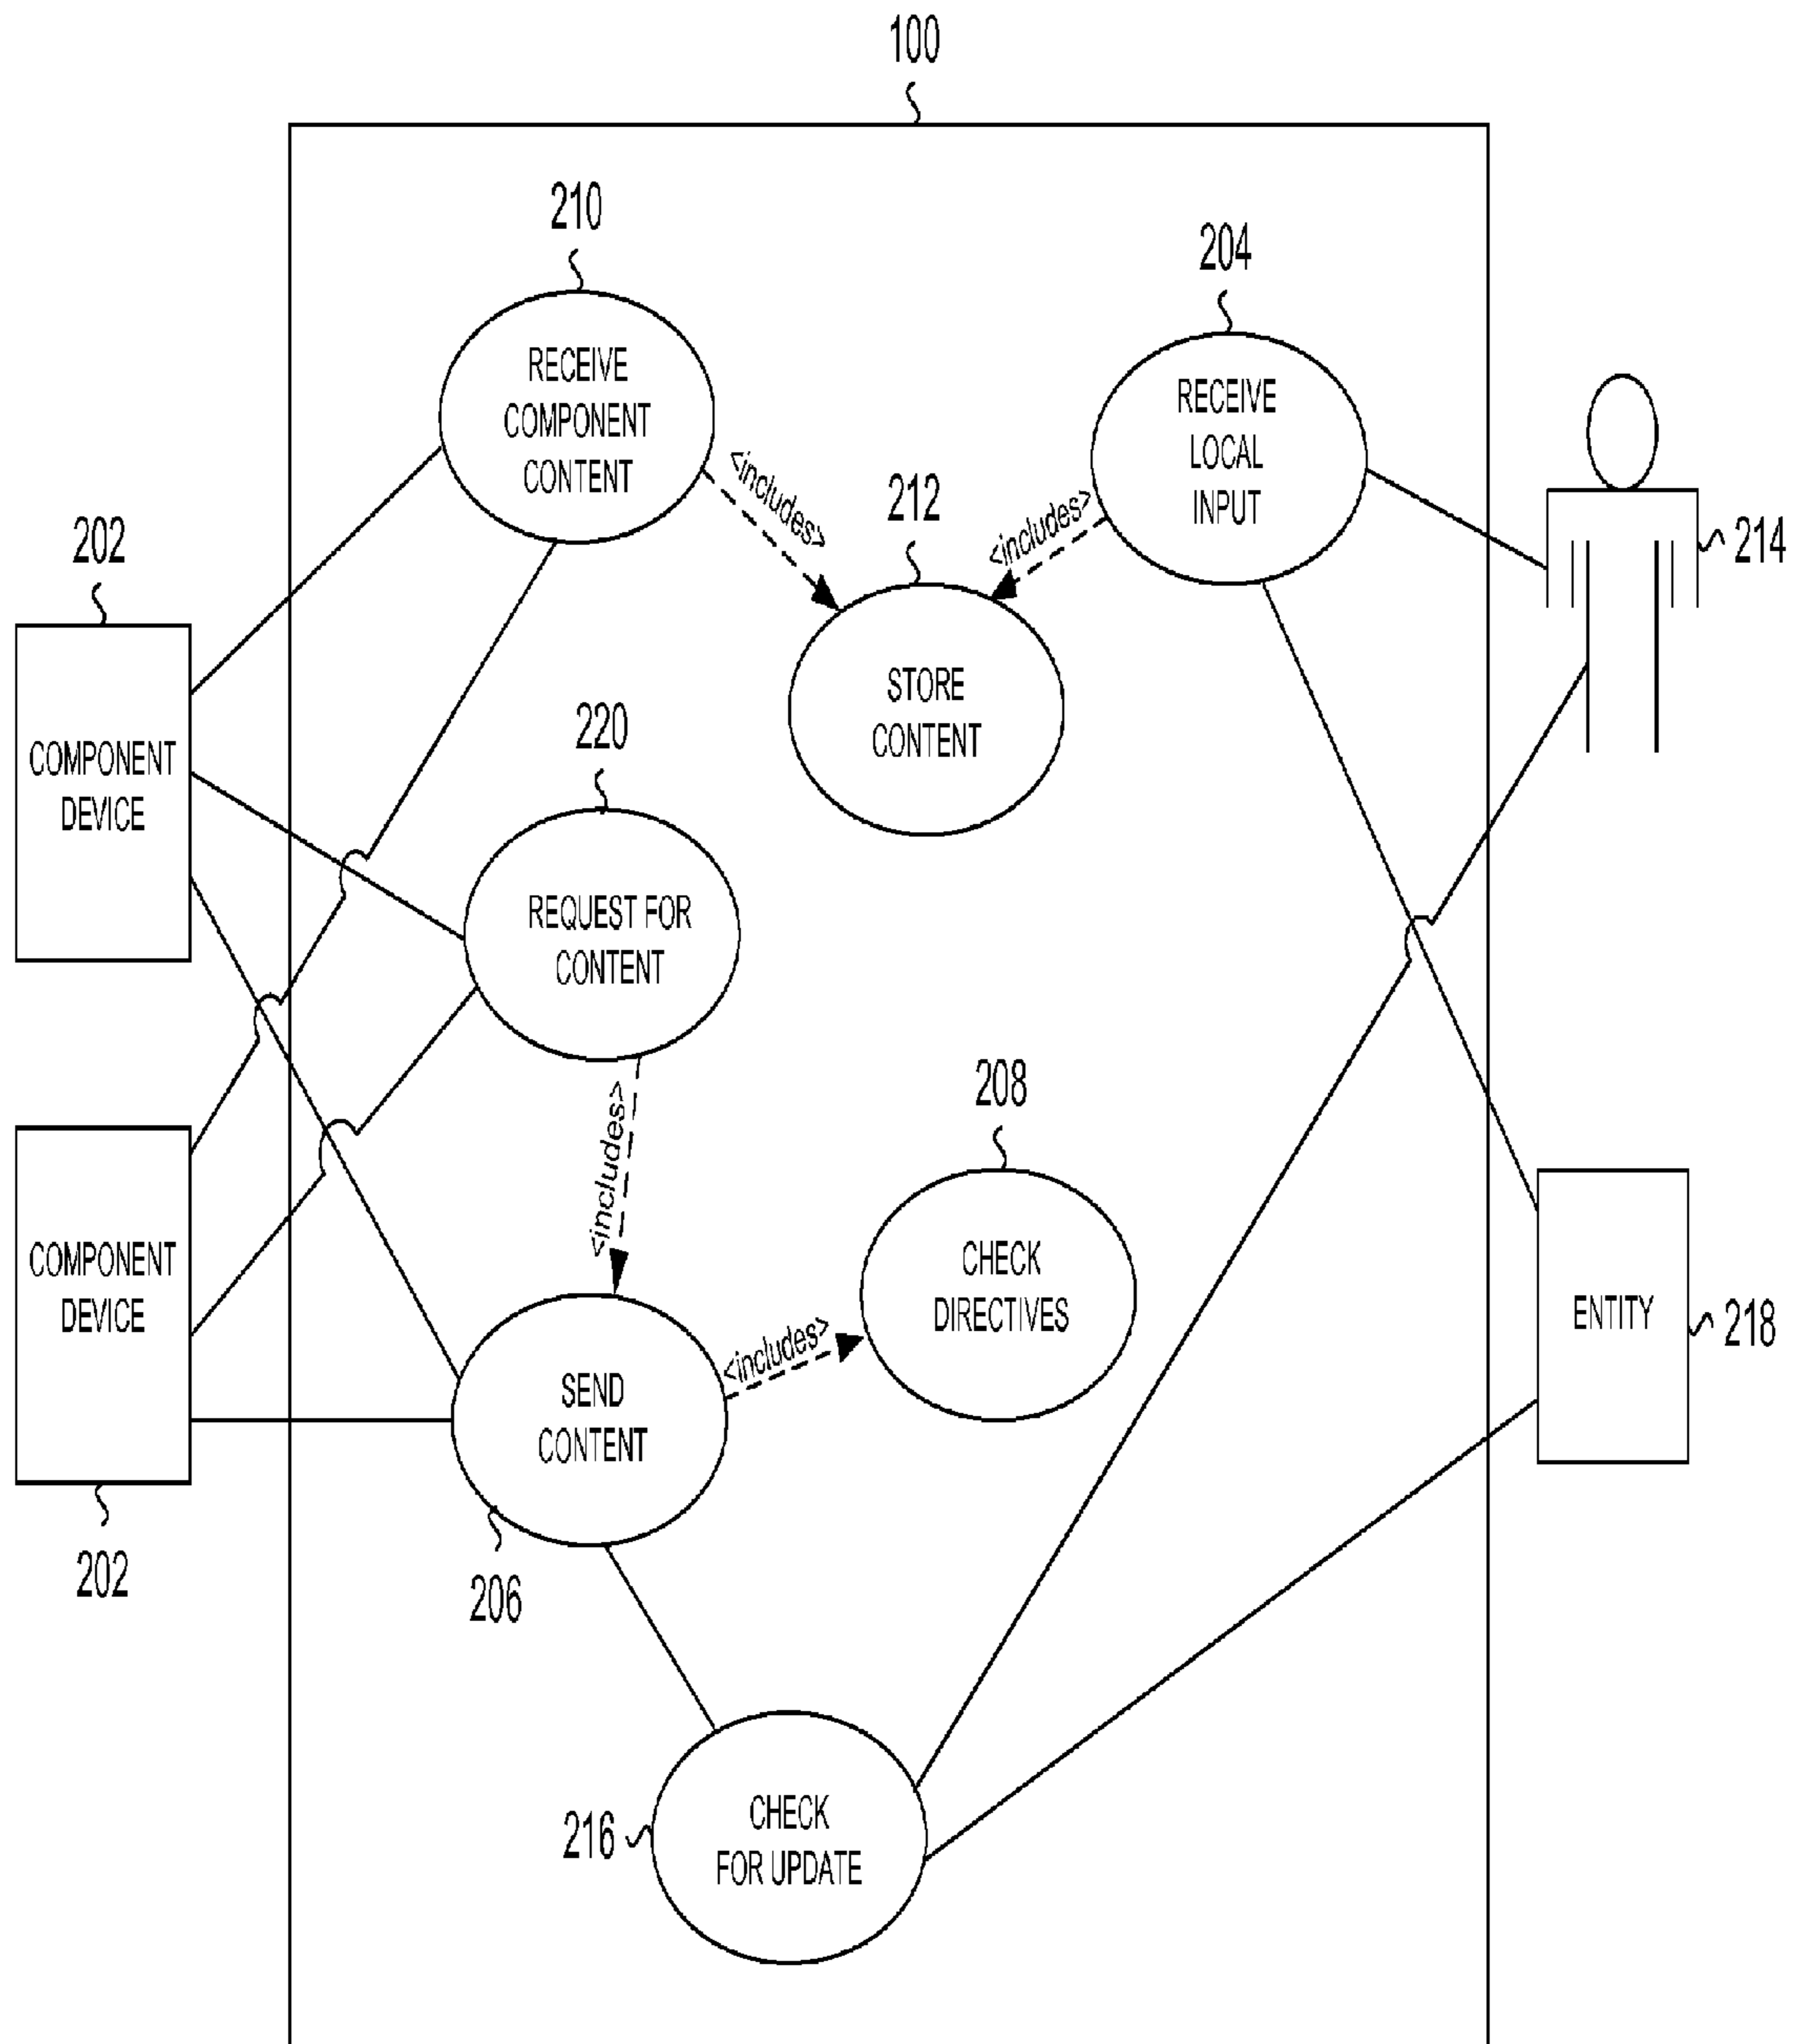 100
210
RECEIVE
COMPONENT
CONTENT
204
RECEIVE
LOCAL
INPUT
<includes>
<includes>
212
STORE
CONTENT
214
202
COMPONENT
DEVICE
220
REQUEST FOR
CONTENT
<includes>
208
CHECK
DIRECTIVES
COMPONENT
DEVICE
202
<includes>
SEND
CONTENT
206
ENTITY
218
216
CHECK
FOR UPDATE